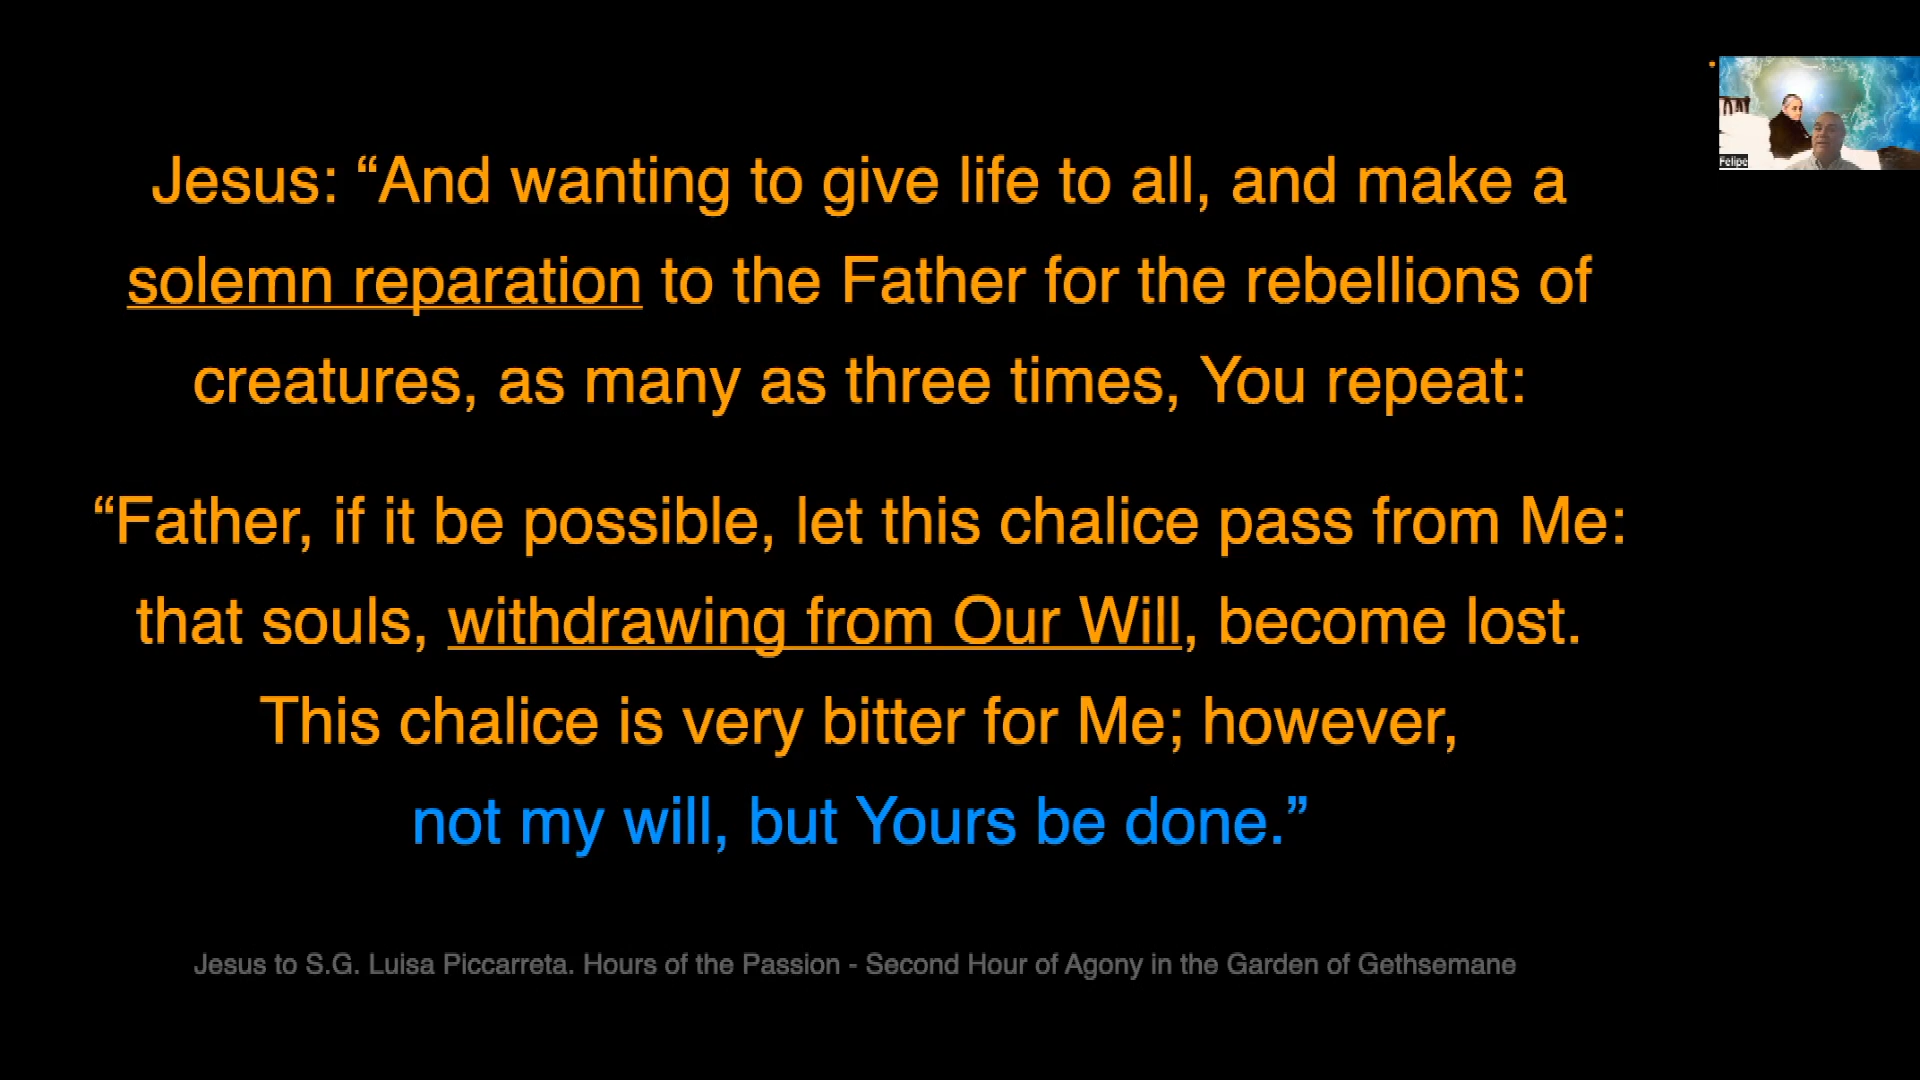 Jesus: “And wanting to give life to all, and make a
solemn reparation to the Father for the rebellions of
creatures, as many as three times, You repeat:
“Father, if it be possible, let this chalice pass from Me:
that souls, withdrawing from Our Will, become lost.
This chalice is very bitter for Me; however,
not my will, but Yours be done.”
Jesus to S.G. Luisa Piccarreta. Hours of the Passion - Second Hour of Agony in the Garden of Gethsemane
Felipe